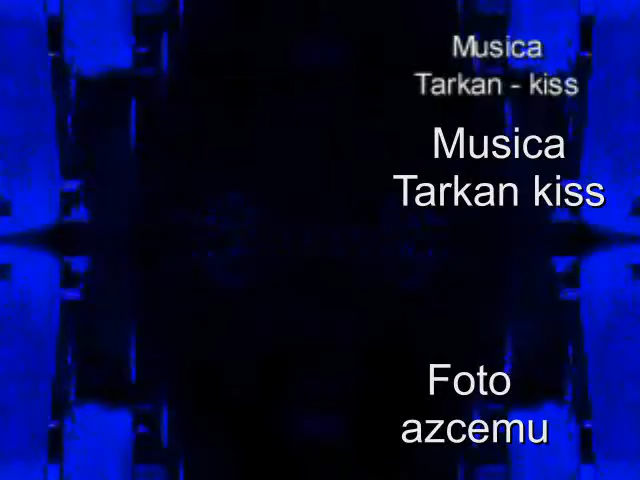 Musica
Tarkan - kiss
Musica
Tarkan kiss
Foto
azcemu